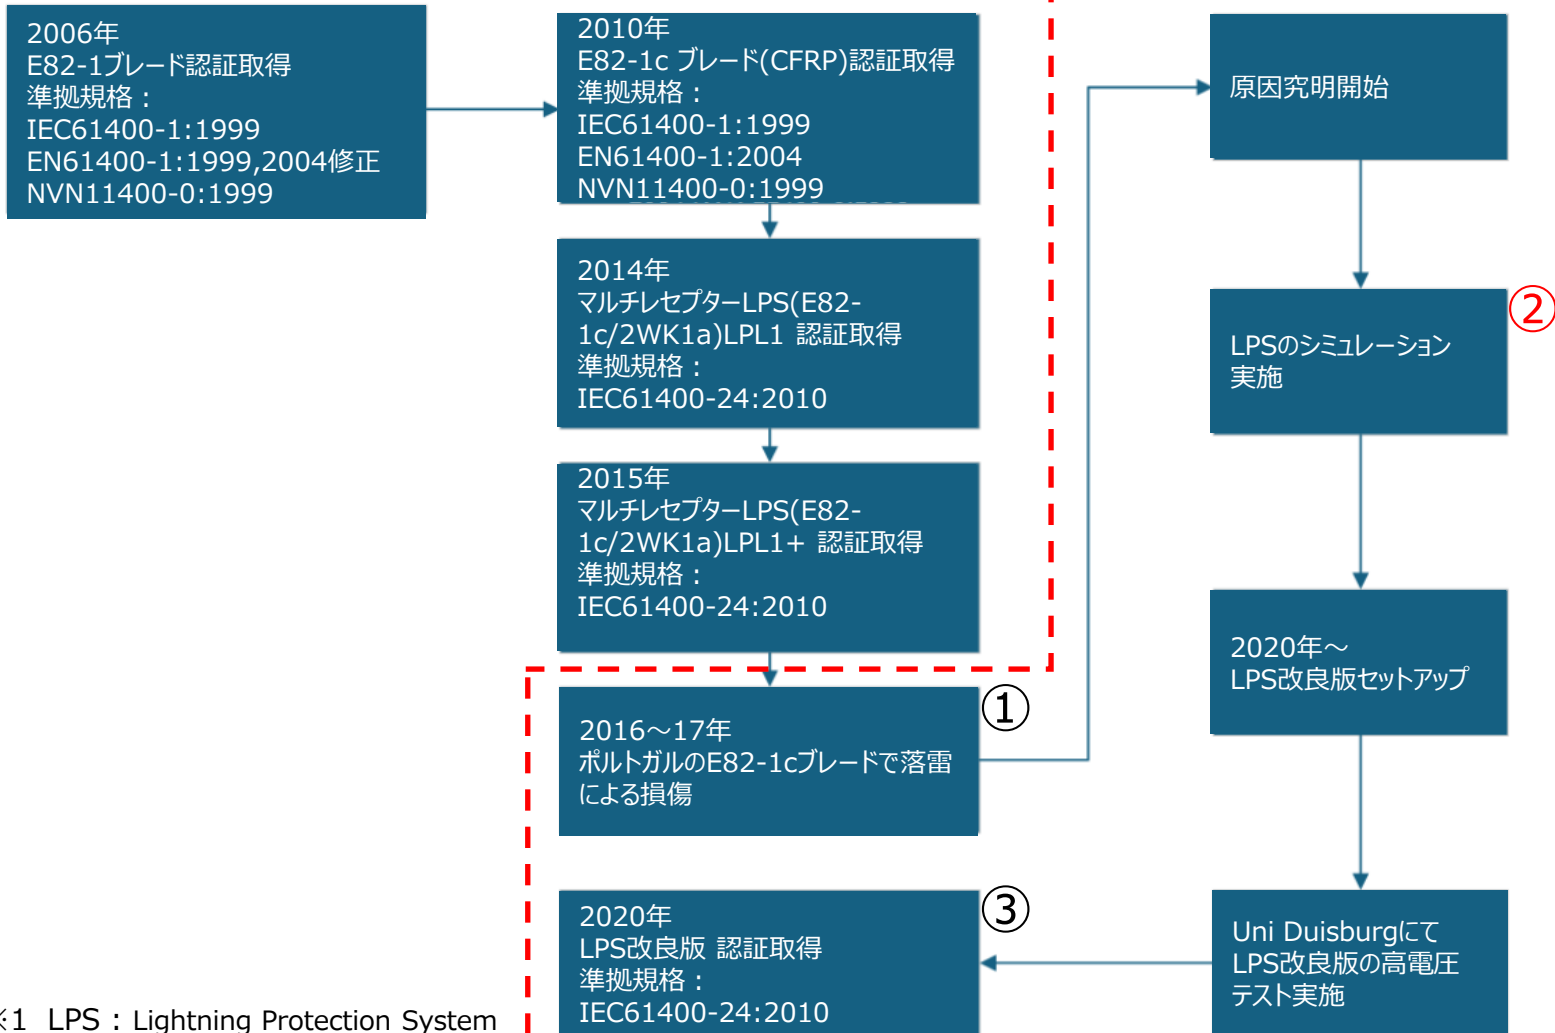 2006年
E82-1ブレード認証取得
準拠規格：
IEC61400-1:1999
EN61400-1:1999,2004修正
NVN11400-0:1999
2010年
E82-1c ブレード(CFRP)認証取得
準拠規格：
IEC61400-1:1999
EN61400-1:2004
NVN11400-0:1999
2014年
マルチレセプターLPS(E82-
1c/2WK1a)LPL1 認証取得
準拠規格：
IEC61400-24:2010
2015年
マルチレセプターLPS(E82-
1c/2WK1a)LPL1+ 認証取得
準拠規格：
IEC61400-24:2010
①
2016～17年
ポルトガルのE82-1cブレードで落雷
による損傷
原因究明開始
②
LPSのシミュレーション
実施
2020年～
LPS改良版セットアップ
Uni Duisburgにて
LPS改良版の高電圧
テスト実施
③
2020年
LPS改良版 認証取得
準拠規格：
IEC61400-24:2010
※1 LPS：Lightning Protection System